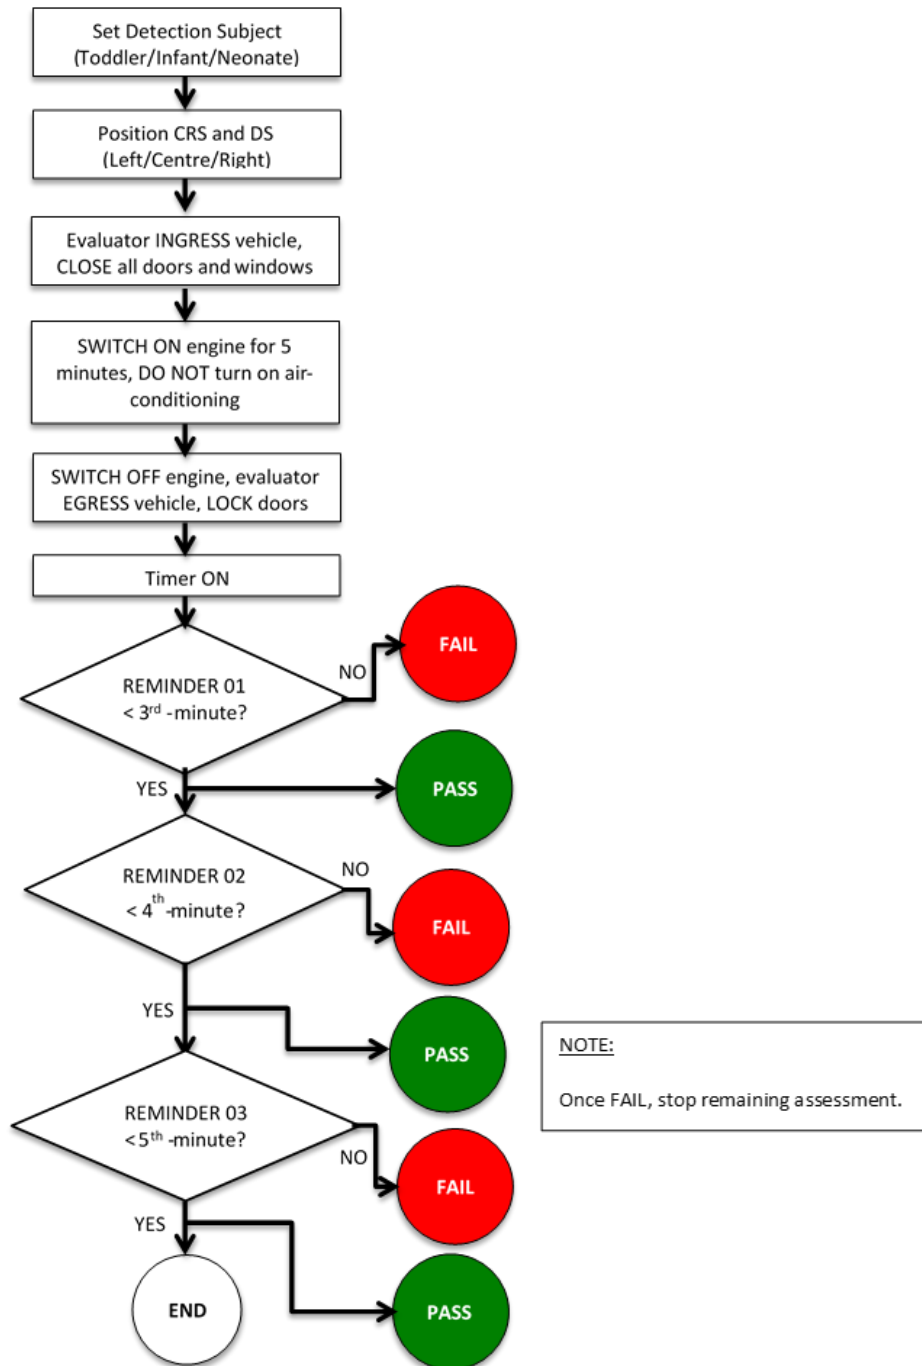 Set Detection Subject
(Toddler/Infant/Neonate)
Position CRS and DS
(Left/Centre/Right)
Evaluator INGRESS vehicle,
CLOSE all doors and windows
SWITCH ON engine for 5
minutes, DO NOT turn on air-
conditioning
SWITCH OFF engine, evaluator
EGRESS vehicle, LOCK doors
Timer ON
REMINDER 01
< 3rd -minute?
NO
FAIL
YES
PASS
REMINDER 02
< 4th-minute?
NO
FAIL
YES
PASS
NOTE:
Once FAIL, stop remaining assessment.
REMINDER 03
< 5th -minute?
NO
FAIL
YES
END
PASS